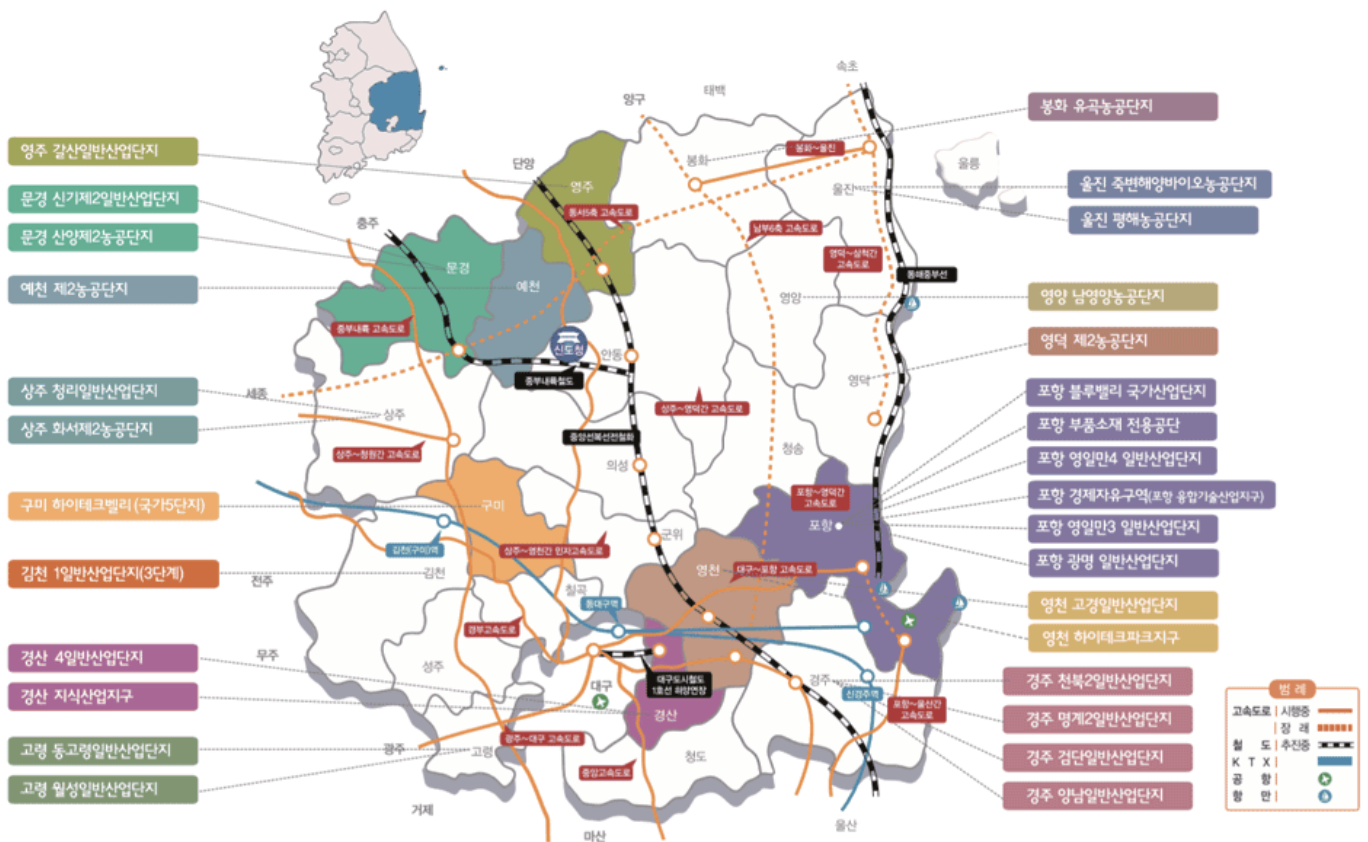 영주 갈산일반산업단지
문경 신기제2일반산업단지
문경 산양제2농공단지
예천 제2농공단지
상주 청리일반산업단지
상주 화서제2농공단지
구미 하이테크밸리 (국가5단지)
김천 1일반산업단지(3단계)
경산 4일반산업단지
경산 지식산업지구
고령 동고령일반산업단지
고령 월성일반산업단지
속초
태백
양구
단양
충주
세종
전주
무주
광주
거제
마산
울산
봉화
봉화~울진
울릉
영주
울진
동서5축 고속도로
남부6축 고속도로
영덕~삼척간
고속도로
동해중부선
문경
예천
영양
중부내륙 고속도로
신도청
안동
중부내륙철도
영덕
상주~영덕간 고속도로
상주
상주~청원간 고속도로
중앙선복선전철화
청송
의성
구미
포항~영덕간
고속도로
포항
군위
상주~영천간 민자고속도로
김천(구미)역
김천
칠곡
영천
대구~포항 고속도로
동대구역
경부고속도로
성주
대구도시철도
1호선 하양연장
대구
경산
경주
신경주역
포항~울산간
고속도로
광주~대구 고속도로
고령
중앙고속도로
청도
봉화 유곡농공단지
울진 죽변해양바이오농공단지
울진 평해농공단지
영양 남영양농공단지
영덕 제2농공단지
포항 블루밸리 국가산업단지
포항 부품소재 전용공단
포항 영일만4 일반산업단지
포항 경제자유구역(포항 융합기술산업지구)
포항 영일만3 일반산업단지
포항 광명 일반산업단지
영천 고경일반산업단지
영천 하이테크파크지구
경주 천북2일반산업단지
경주 명계2일반산업단지
경주 검단일반산업단지
경주 양남일반산업단지
범 례
고속도로 시행중
장 래
철 도 추진중
K T X
공 항
항 만